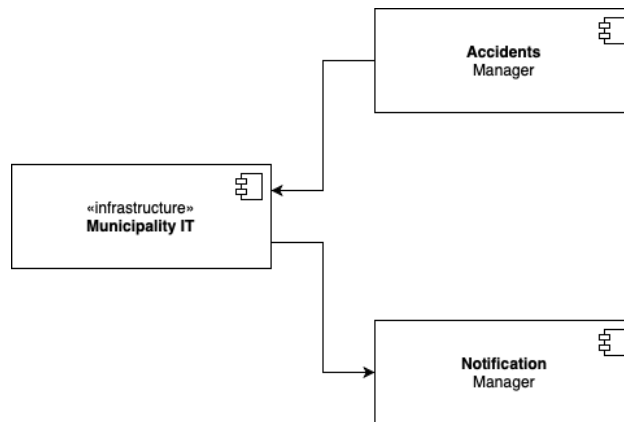 Accidents
Manager
«infrastructure»
Municipality IT
Notification
Manager